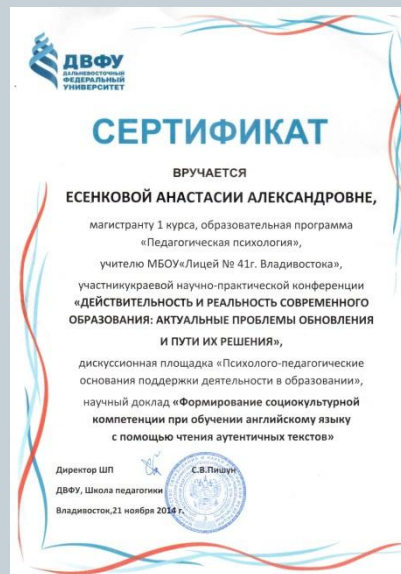 ДВФУ
ДАЛЬНЕВОСТОЧНЫЙ
ФЕДЕРАЛЬНЫЙ
УНИВЕРСИТЕТ
СЕРТИФИКАТ
ВРУЧАЕТСЯ
ЕСЕНКОВОЙ АНАСТАСИИ АЛЕКСАНДРОВНЕ,
магистранту 1 курса, образовательная программа
«Педагогическая психология»,
учителю МБОУ«Лицей № 41г. Владивостока»,
участникукраевой научно-практической конференции
«ДЕЙСТВИТЕЛЬНОСТЬ И РЕАЛЬНОСТЬ СОВРЕМЕННОГО
ОБРАЗОВАНИЯ: АКТУАЛЬНЫЕ ПРОБЛЕМЫ ОБНОВЛЕНИЯ
И ПУТИ ИХ РЕШЕНИЯ»,
дискуссионная площадка «Психолого-педагогические
основания поддержки деятельности в образовании»,
научный доклад «Формирование социокультурной
компетенции при обучении английскому языку
с помощью чтения аутентичных текстов»
Директор ШП С.В.Пишун
ДВФУ, Школа педагогики
Владивосток,21 ноября 2014 г.